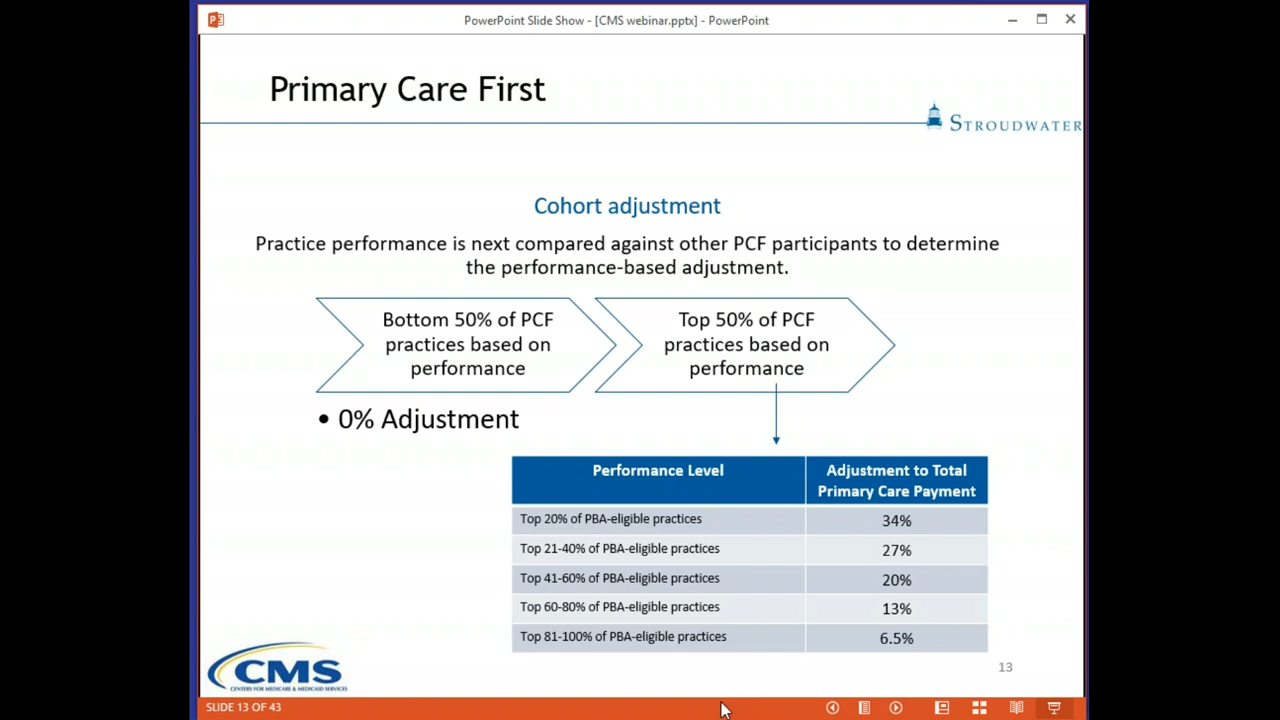 PowerPoint Slide Show - [CMS webinar.pptx] - PowerPoint
Primary Care First
STROUDWATER
Cohort adjustment
Practice performance is next compared against other PCF participants to determine
the performance-based adjustment.
Bottom 50% of PCF
practices based on
performance
Top 50% of PCF
practices based on
performance
• 0% Adjustment
Performance Level
Adjustment to Total
Primary Care Payment
Top 20% of PBA-eligible practices
34%
Top 21-40% of PBA-eligible practices
27%
Top 41-60% of PBA-eligible practices
20%
Top 60-80% of PBA-eligible practices
13%
Top 81-100% of PBA-eligible practices
6.5%
CMS
CENTERS FOR MEDICARE & MEDICAID SERVICES
13
SLIDE 13 OF 43